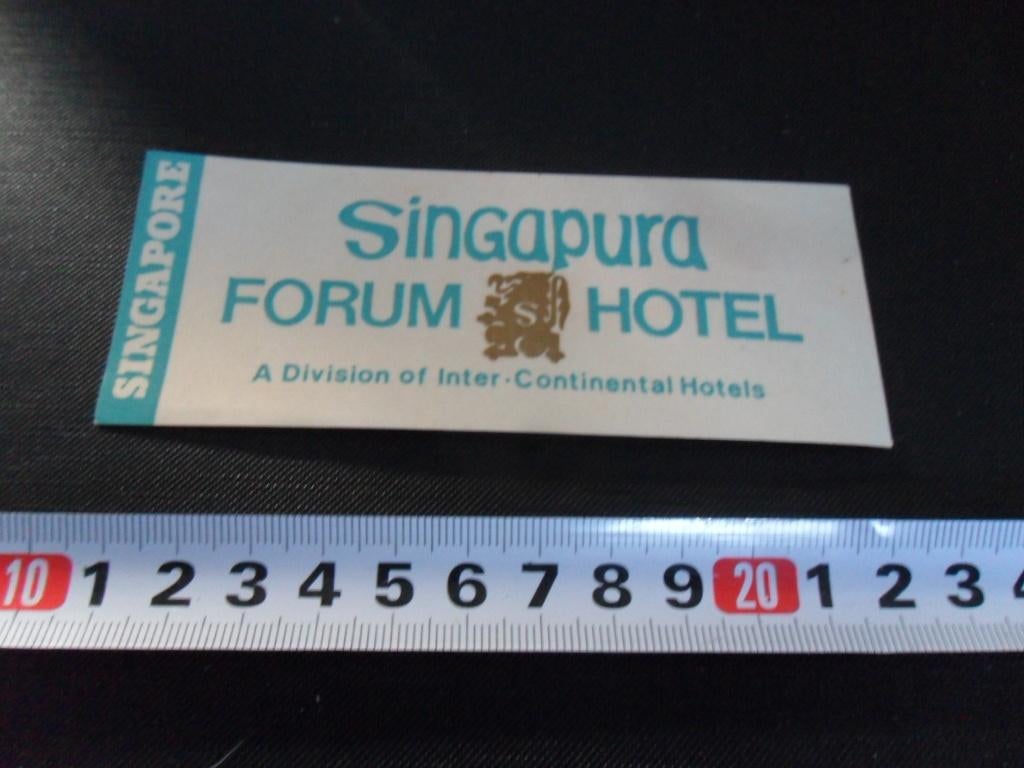 SINGAPORE
Singapura
FORUM S HOTEL
A Division of Inter-Continental Hotels
10 1 2 3 4 5 6 7 8 9 20 1 2 3 4